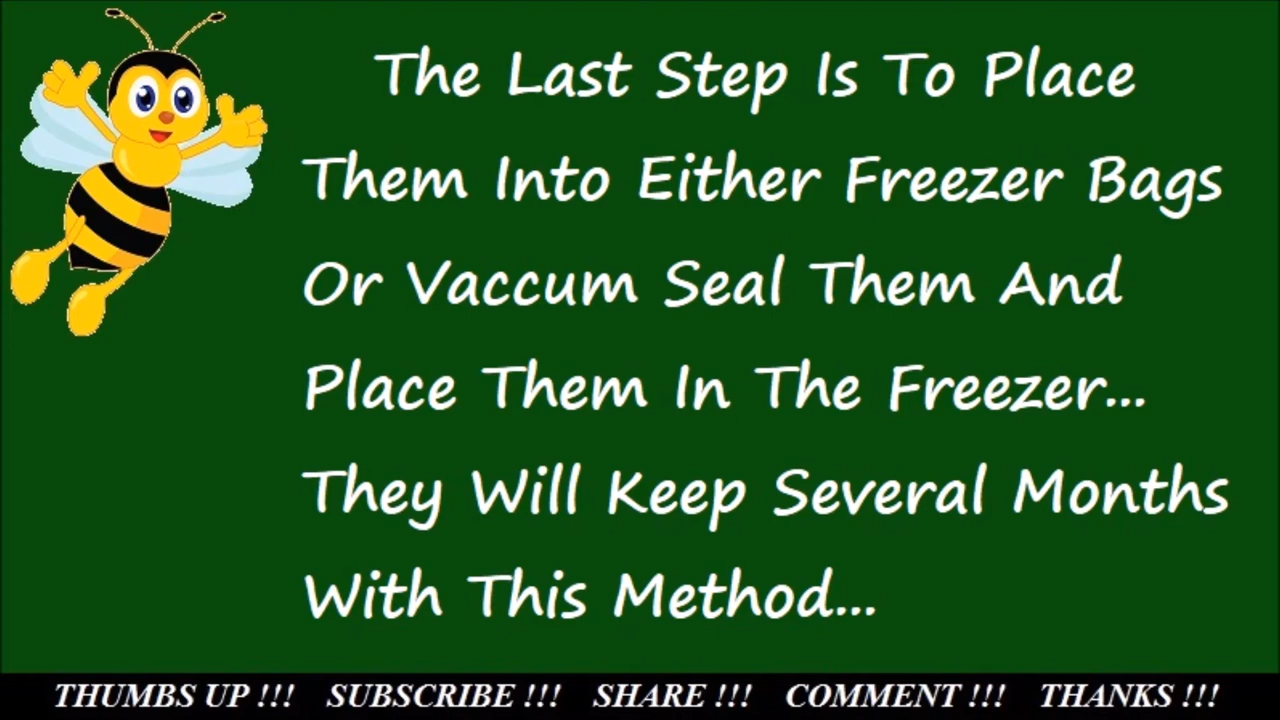 The Last Step Is To Place
Them Into Either Freezer Bags
Or Vaccum Seal Them And
Place Them In The Freezer...
They Will Keep Several Months
With This Method...
THUMBS UP !!! SUBSCRIBE !!! SHARE !!! COMMENT !!! THANKS !!!